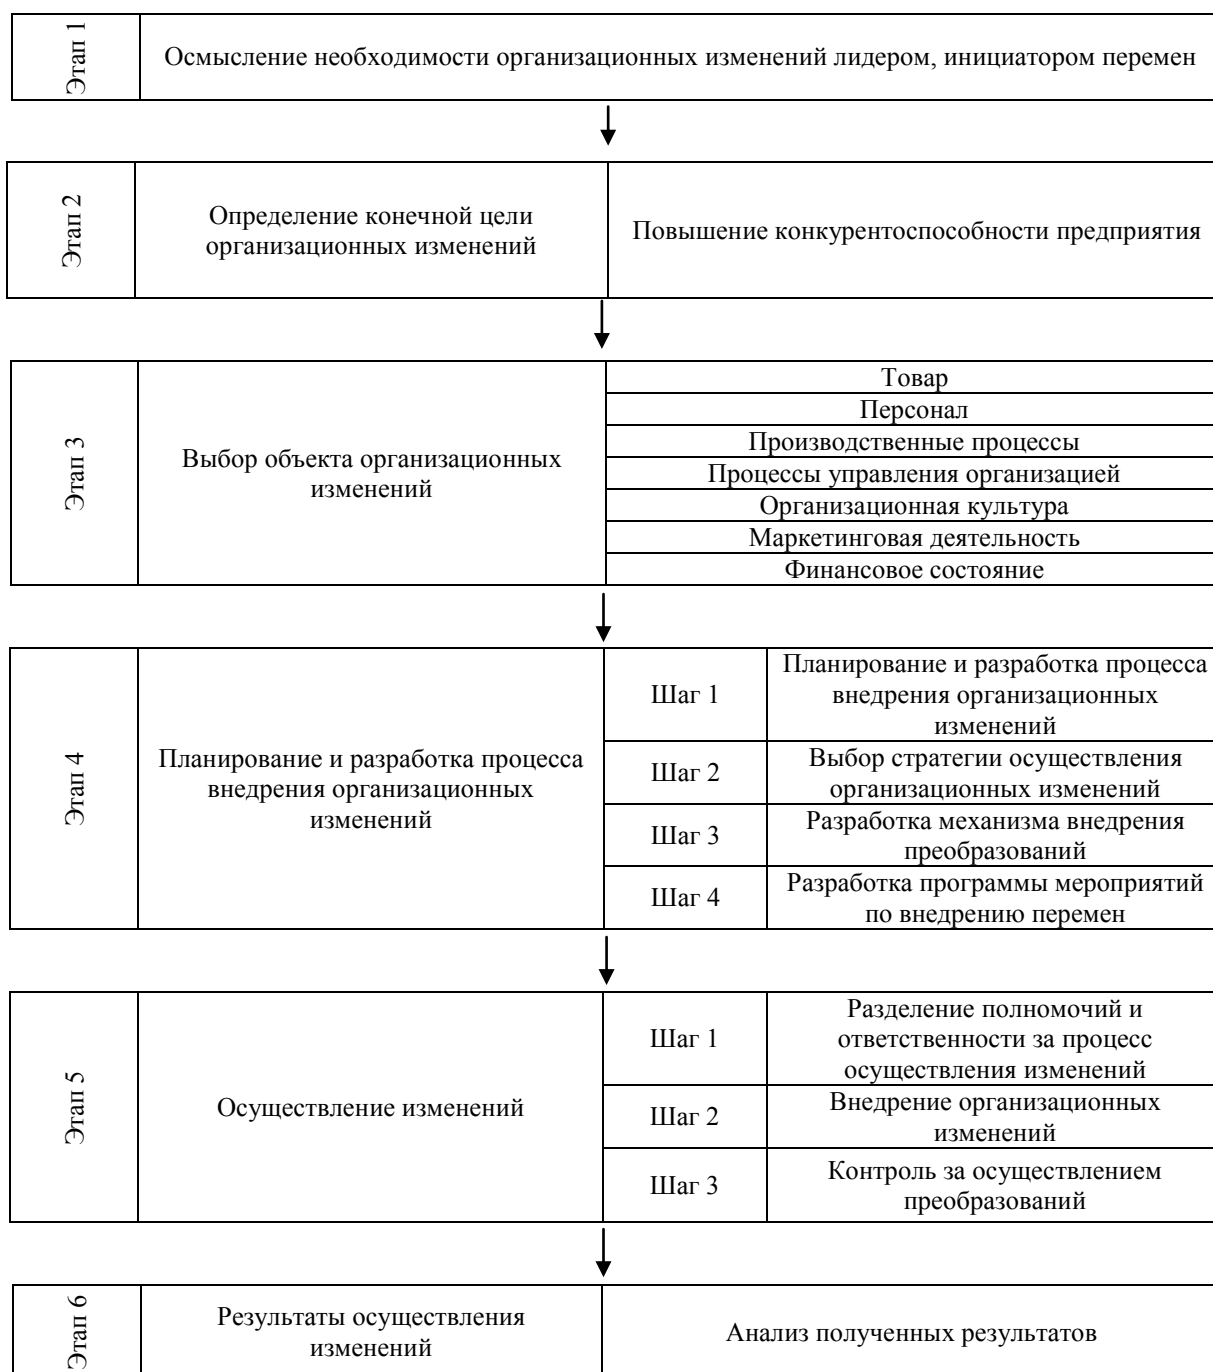 Этап 1
Осмысление необходимости организационных изменений лидером, инициатором перемен
Этап 2
Определение конечной цели
организационных изменений
Повышение конкурентоспособности предприятия
Этап 3
Выбор объекта организационных
изменений
Товар
Персонал
Производственные процессы
Процессы управления организацией
Организационная культура
Маркетинговая деятельность
Финансовое состояние
Этап 4
Планирование и разработка процесса
внедрения организационных
изменений
Шаг 1
Планирование и разработка процесса
внедрения организационных
изменений
Шаг 2
Выбор стратегии осуществления
организационных изменений
Шаг 3
Разработка механизма внедрения
преобразований
Шаг 4
Разработка программы мероприятий
по внедрению перемен
Этап 5
Осуществление изменений
Шаг 1
Разделение полномочий и
ответственности за процесс
осуществления изменений
Шаг 2
Внедрение организационных
изменений
Шаг 3
Контроль за осуществлением
преобразований
Этап 6
Результаты осуществления
изменений
Анализ полученных результатов